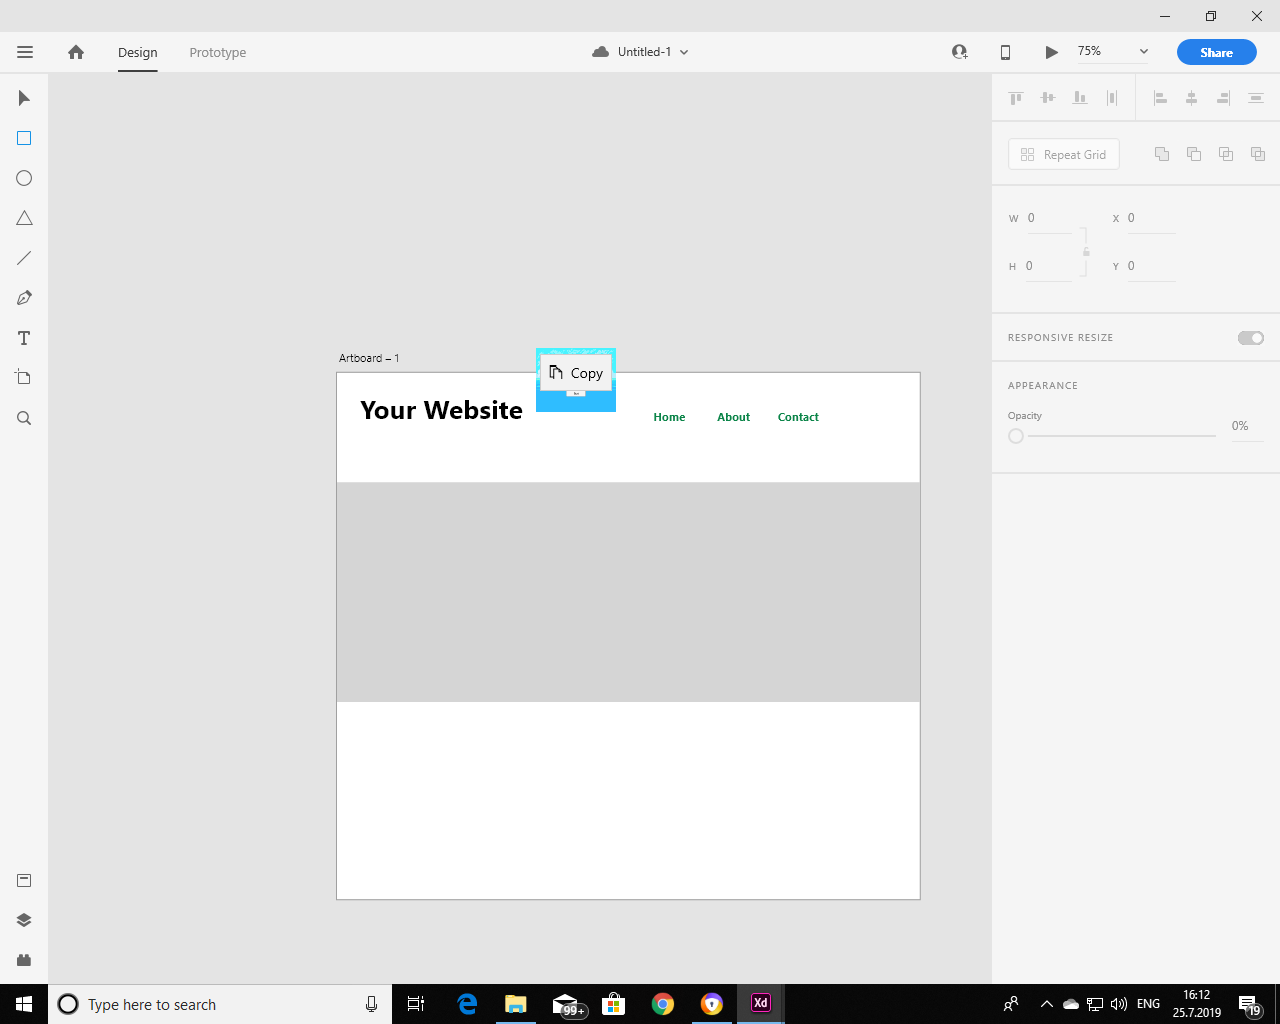 Design
Prototype
Untitled-1
75%
Share
Repeat Grid
W 0
X 0
H 0
Y 0
RESPONSIVE RESIZE
APPEARANCE
Opacity
0%
Artboard – 1
Copy
Your Website
Home
About
Contact
Type here to search
99+
Xd
ENG
16:12
25.7.2019
19